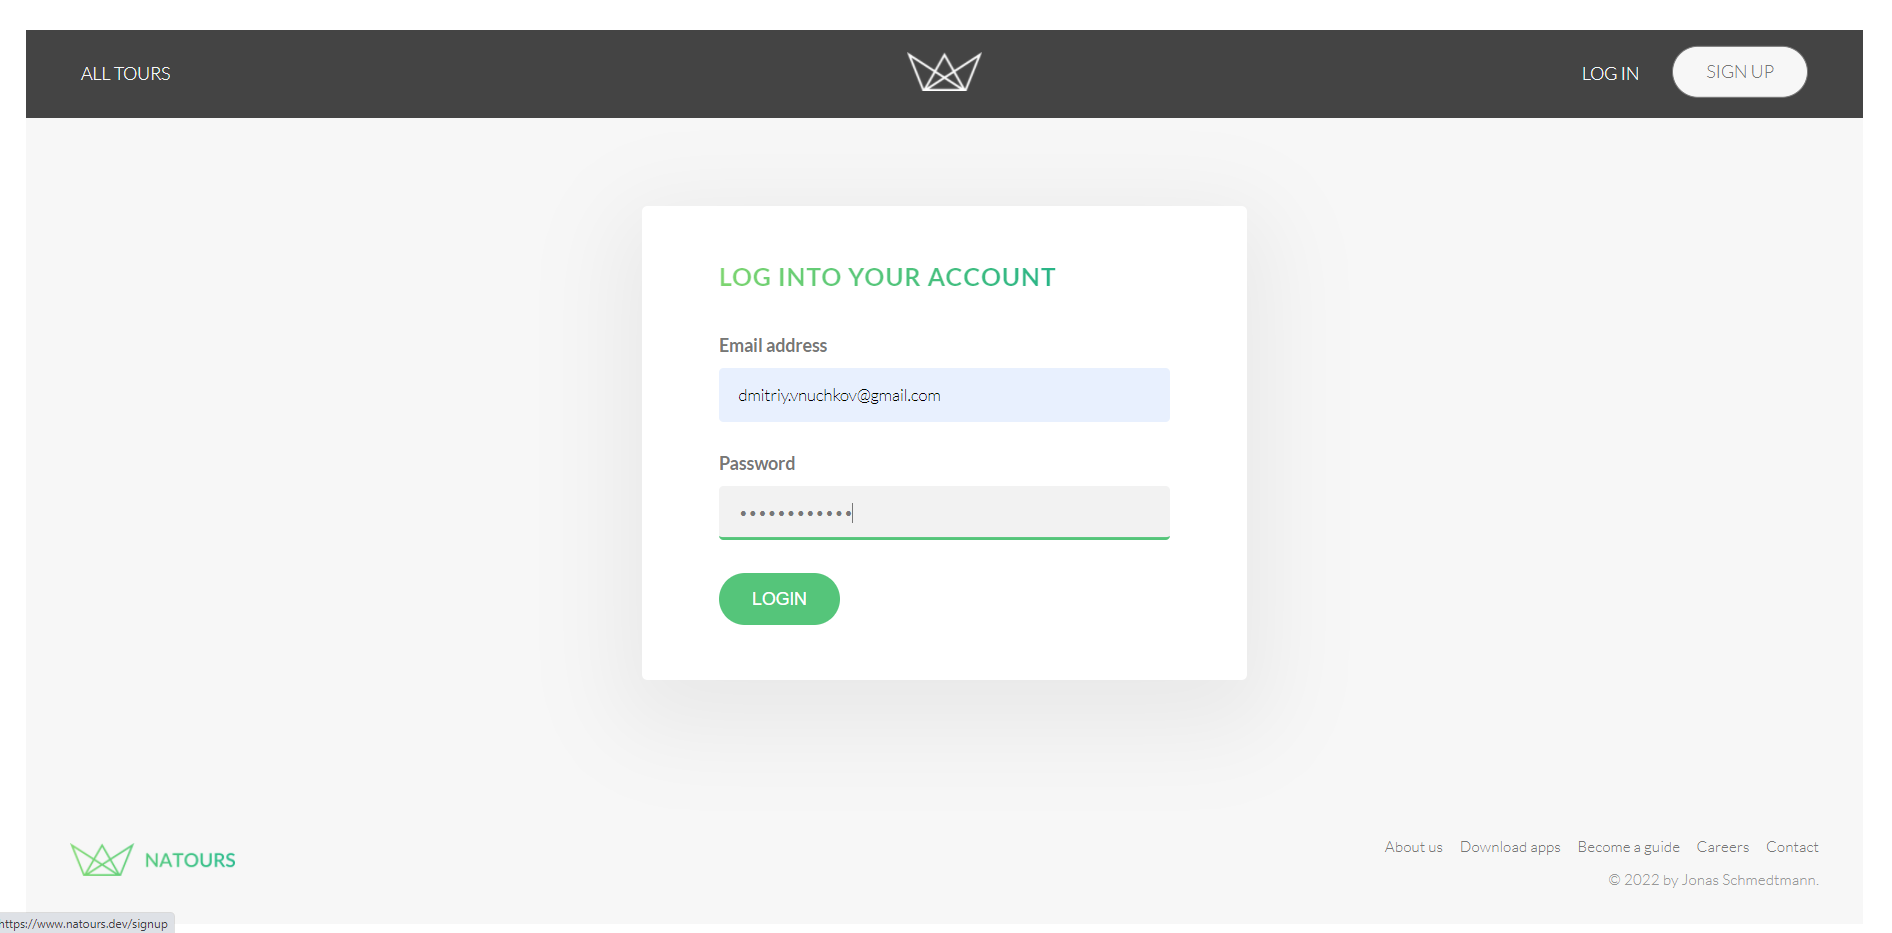 ALL TOURS
LOG IN
SIGN UP
LOG INTO YOUR ACCOUNT
Email address
dmitriy.vnuchkov@gmail.com
Password
••••••••••••
LOGIN
NATOURS
About us Download apps Become a guide Careers Contact
© 2022 by Jonas Schmedtmann.
https://www.natours.dev/signup